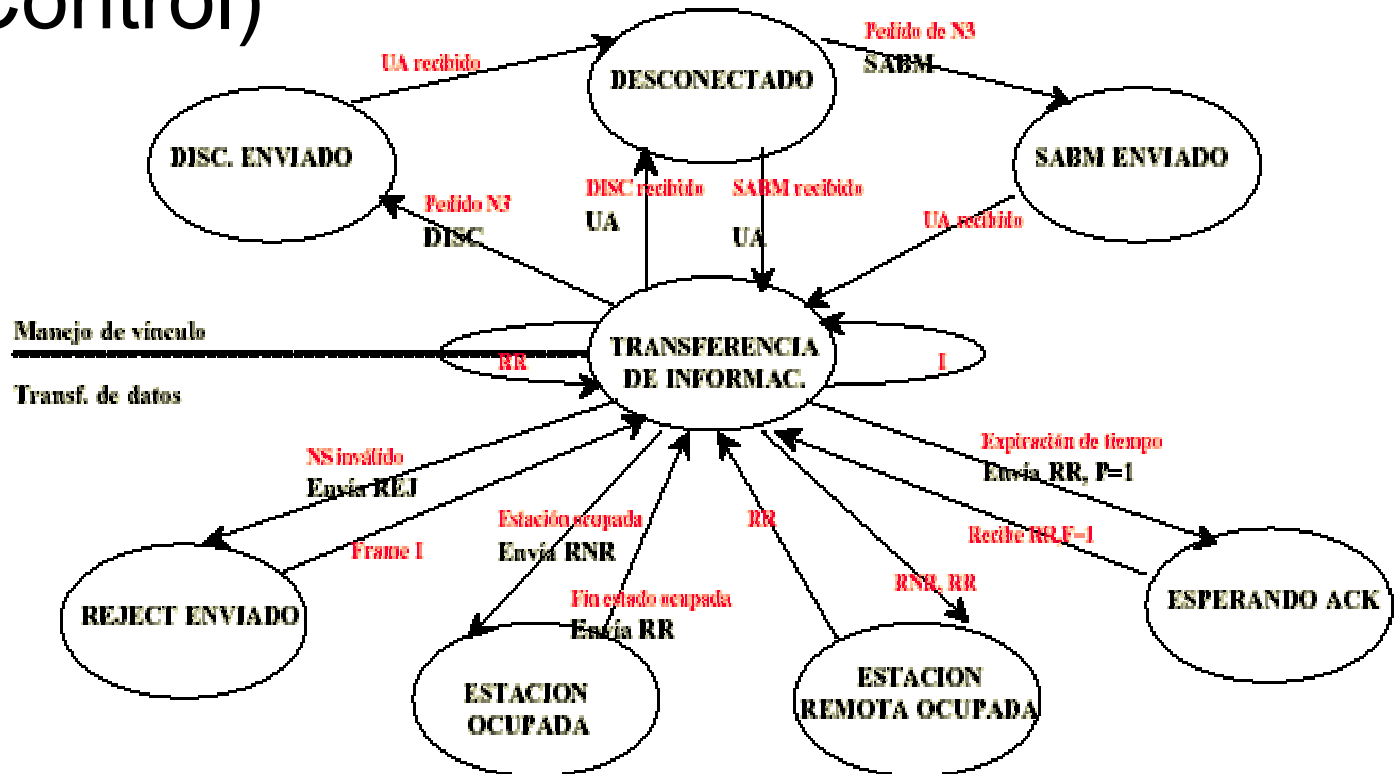 Control)
Pedido de N3
SABM
UA recibido
DESCONECTADO
DISC. ENVIADO
SABM ENVIADO
DISC recibido
UA
SABM recibido
UA
Pedido N3
DISC
UA recibido
Manejo de vínculo
Transf. de datos
RR
TRANSFERENCIA
DE INFORMAC.
I
NS inválido
Envía REJ
Expiración de tiempo
Envía RR, P=1
Estación ocupada
Envía RNR
RR
Recibe RR,F=1
Frame I
Fin estado ocupada
Envía RR
RNR, RR
REJECT ENVIADO
ESPERANDO ACK
ESTACION
OCUPADA
ESTACION
REMOTA OCUPADA